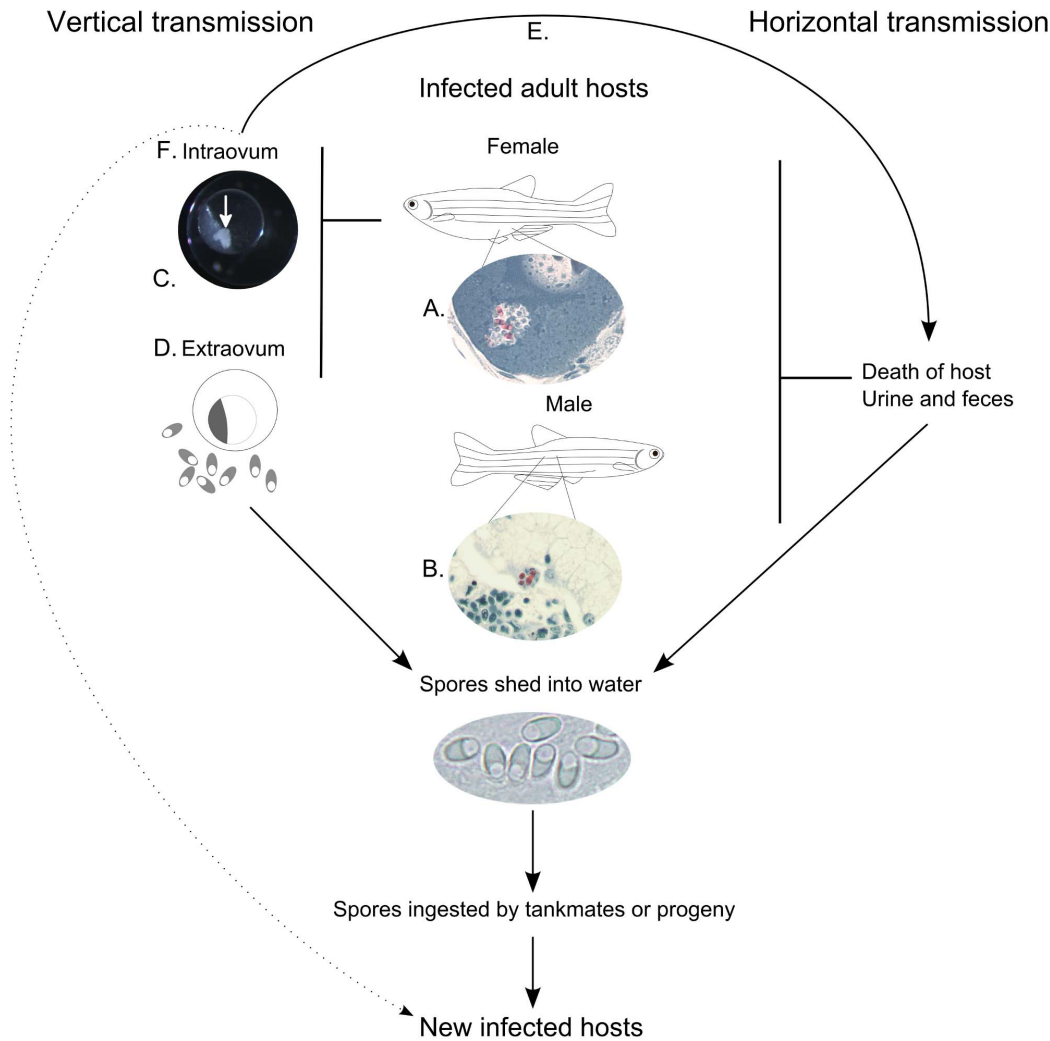 Vertical transmission
Horizontal transmission
E.
Infected adult hosts
F. Intraovum
Female
C.
A.
D. Extraovum
Death of host
Urine and feces
Male
B.
Spores shed into water
Spores ingested by tankmates or progeny
New infected hosts